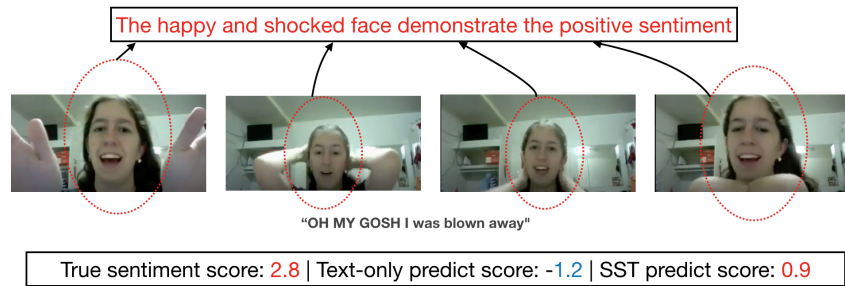 The happy and shocked face demonstrate the positive sentiment
“OH MY GOSH I was blown away"
True sentiment score: 2.8 | Text-only predict score: -1.2 | SST predict score: 0.9